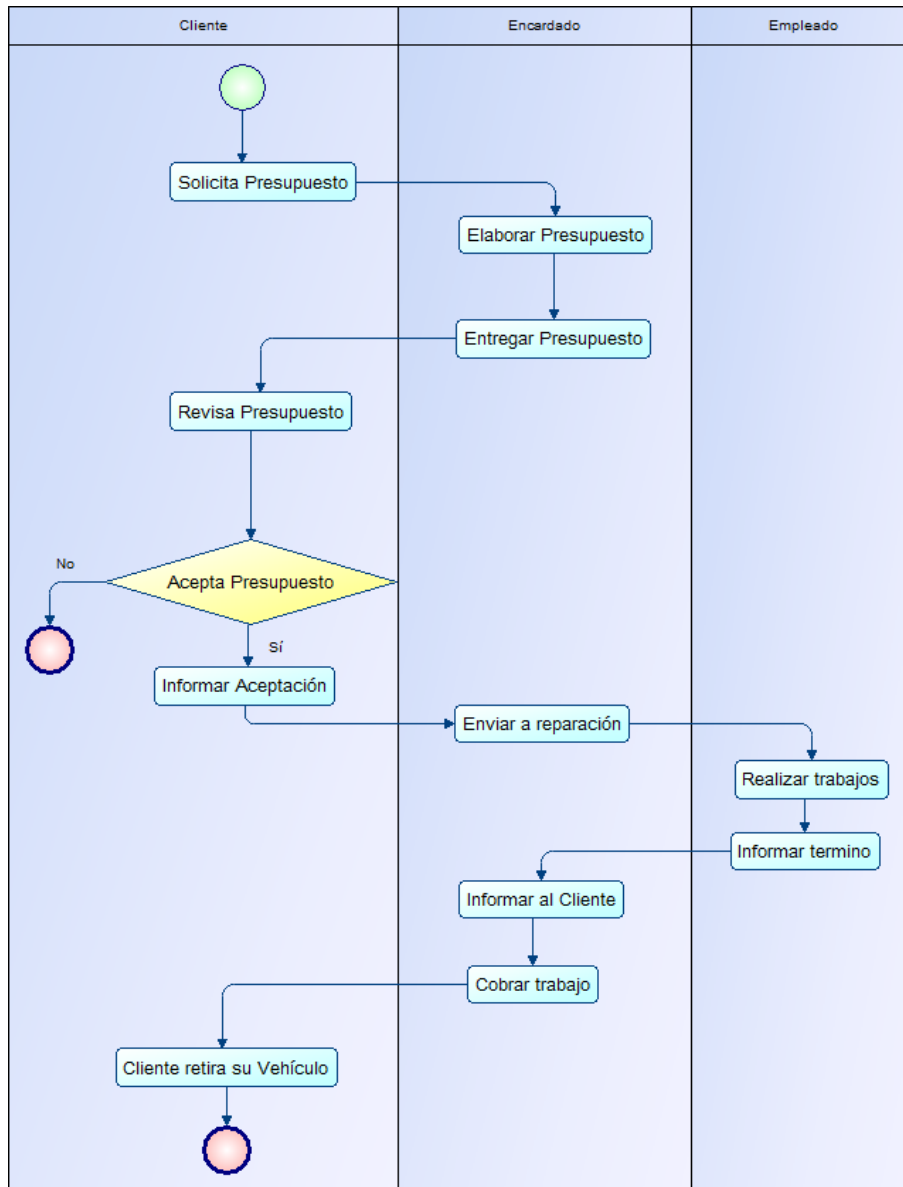 Cliente
Encardado
Empleado
Solicita Presupuesto
Elaborar Presupuesto
Entregar Presupuesto
Revisa Presupuesto
No
Acepta Presupuesto
Sí
Informar Aceptación
Enviar a reparación
Realizar trabajos
Informar termino
Informar al Cliente
Cobrar trabajo
Cliente retira su Vehículo